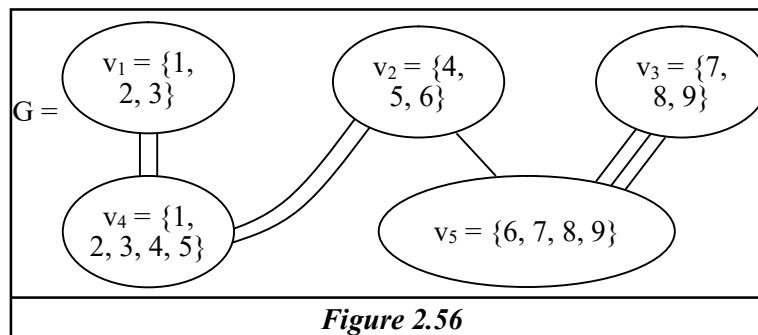 v₁ = {1,
2, 3}
v₂ = {4,
5, 6}
v₃ = {7,
8, 9}
G =
v₄ = {1,
2, 3, 4, 5}
v₅ = {6, 7, 8, 9}
Figure 2.56